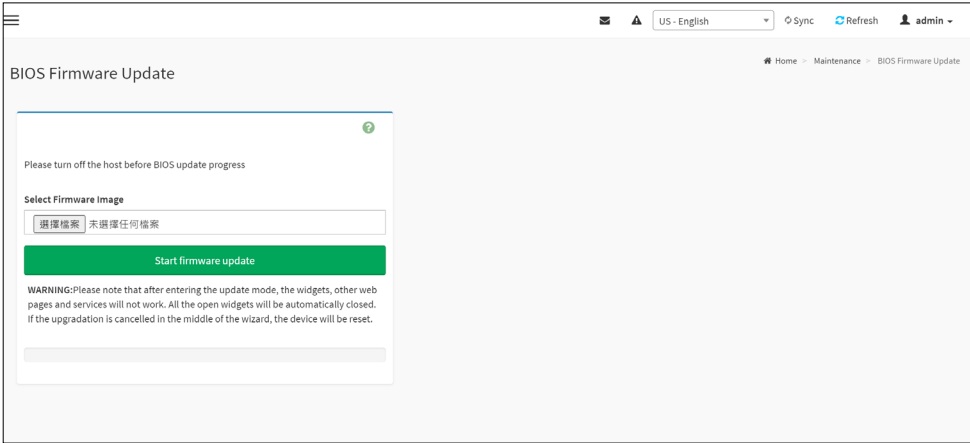 US - English Sync Refresh admin
Home > Maintenance > BIOS Firmware Update
BIOS Firmware Update
Please turn off the host before BIOS update progress
Select Firmware Image
選擇檔案 未選擇任何檔案
Start firmware update
WARNING:Please note that after entering the update mode, the widgets, other web
pages and services will not work. All the open widgets will be automatically closed.
If the upgradation is cancelled in the middle of the wizard, the device will be reset.